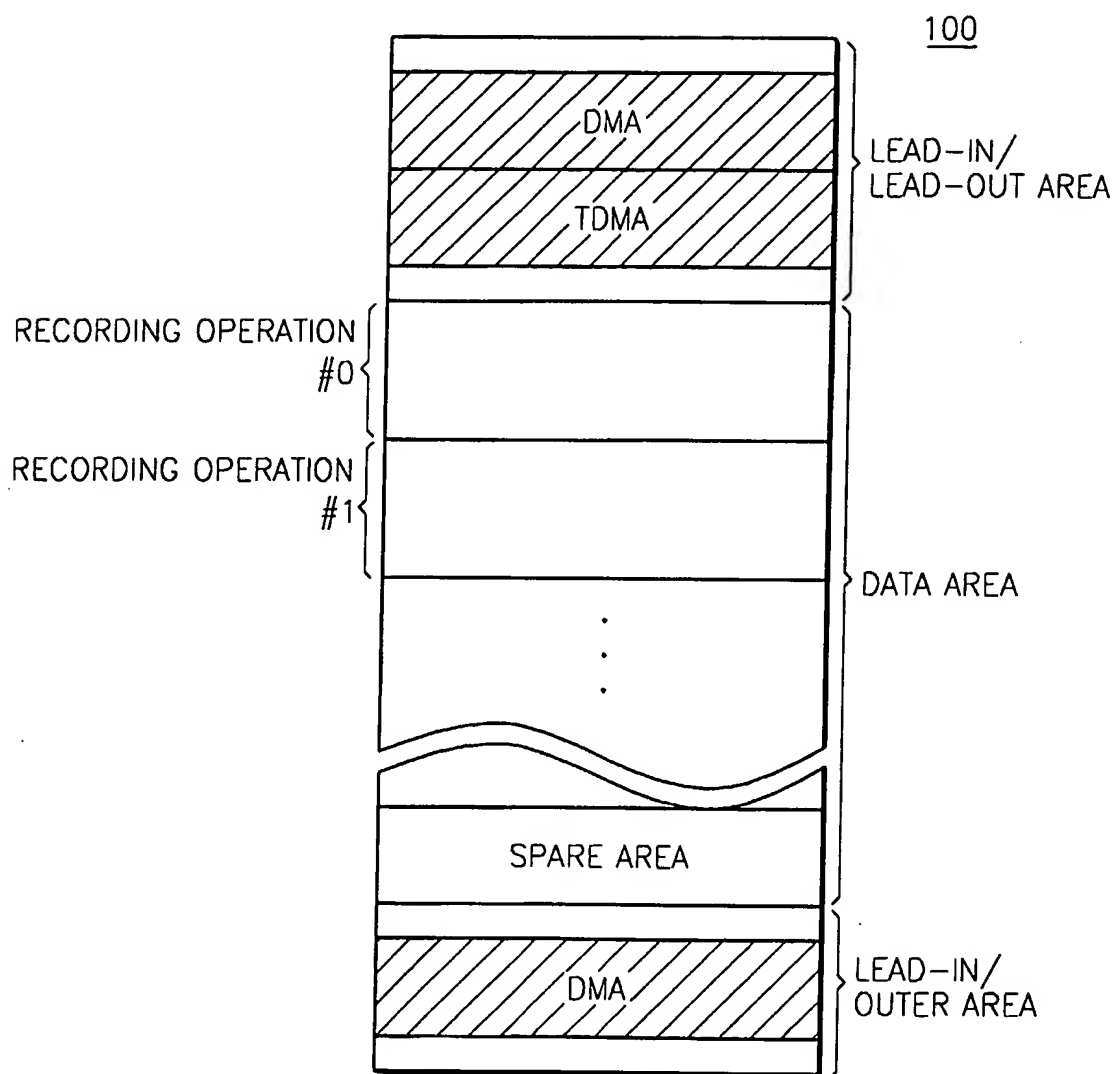 100
DMA
TDMA
LEAD-IN/
LEAD-OUT AREA
RECORDING OPERATION
#0
RECORDING OPERATION
#1
DATA AREA
SPARE AREA
DMA
LEAD-IN/
OUTER AREA